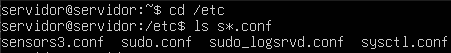 servidor@servidor:~$ cd /etc
servidor@servidor:/etc$ ls s*.conf
sensors3.conf  sudo.conf  sudo_logsrvd.conf  sysctl.conf